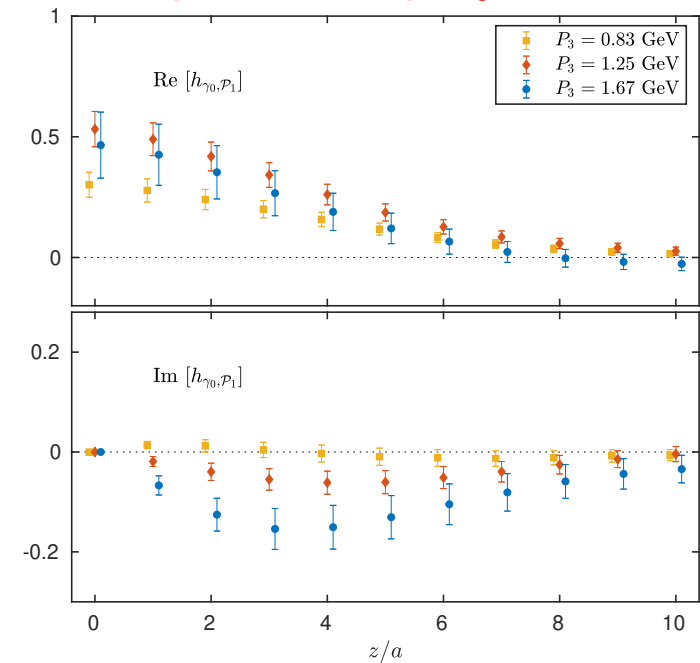 1
P₃ = 0.83 GeV
P₃ = 1.25 GeV
P₃ = 1.67 GeV
Re [h_{γ₀,𝒫₁}]
0.5
0
Im [h_{γ₀,𝒫₁}]
0.2
0
-0.2
0 2 4 6 8 10
z/a